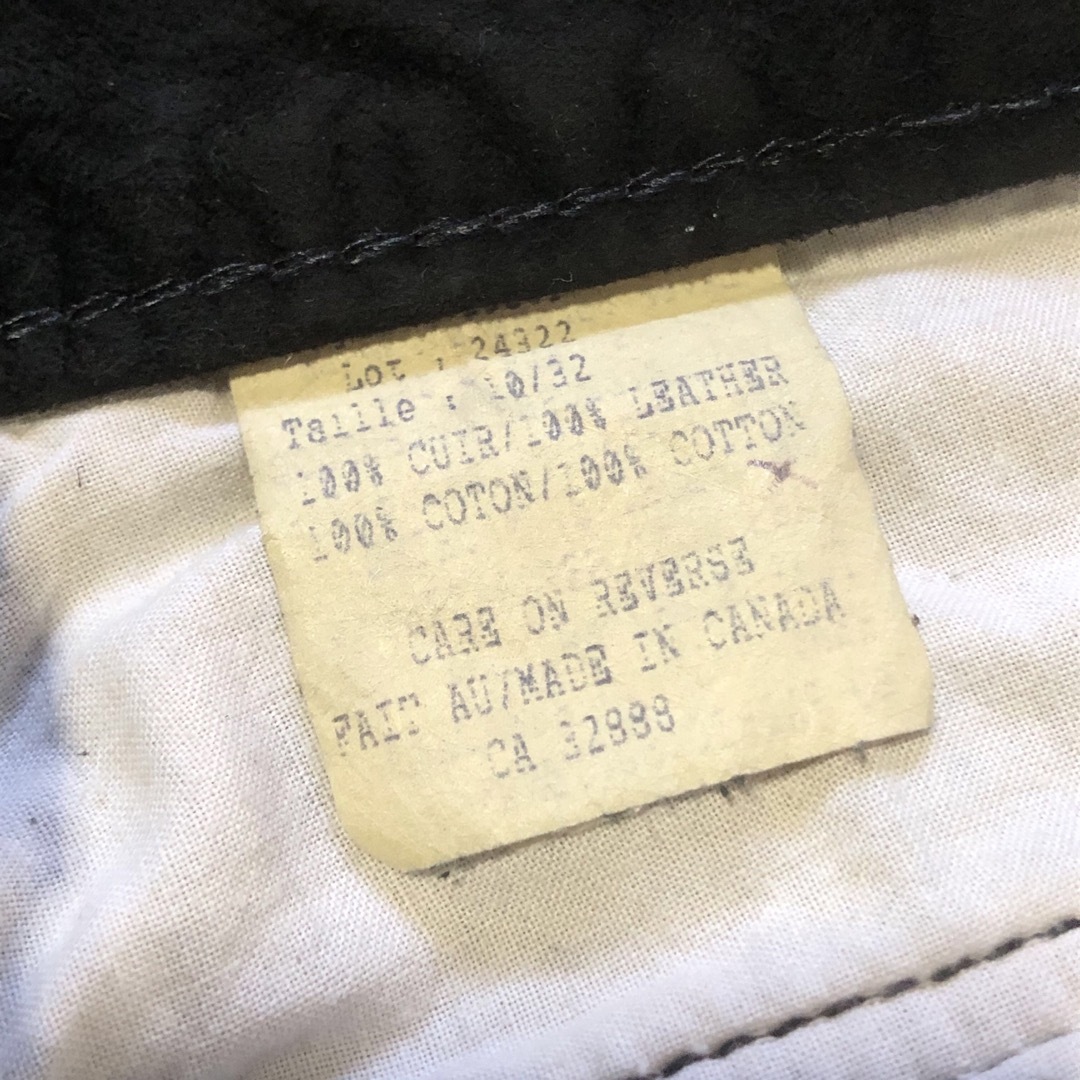 Lot : 24322
Taille : 10/32
100% CUIR/100% LEATHER
100% COTON/100% COTTON
CARE ON REVERSE
FAIT AU/MADE IN CANADA
CA